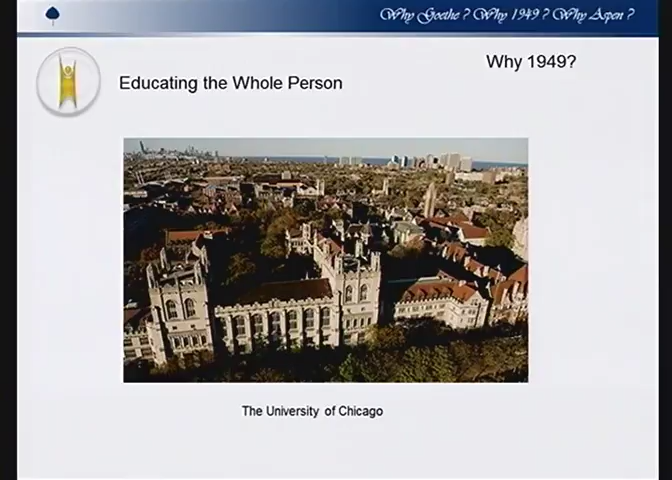 Why Goethe ? Why 1949 ? Why Aspen ?
Why 1949?
Educating the Whole Person
The University of Chicago